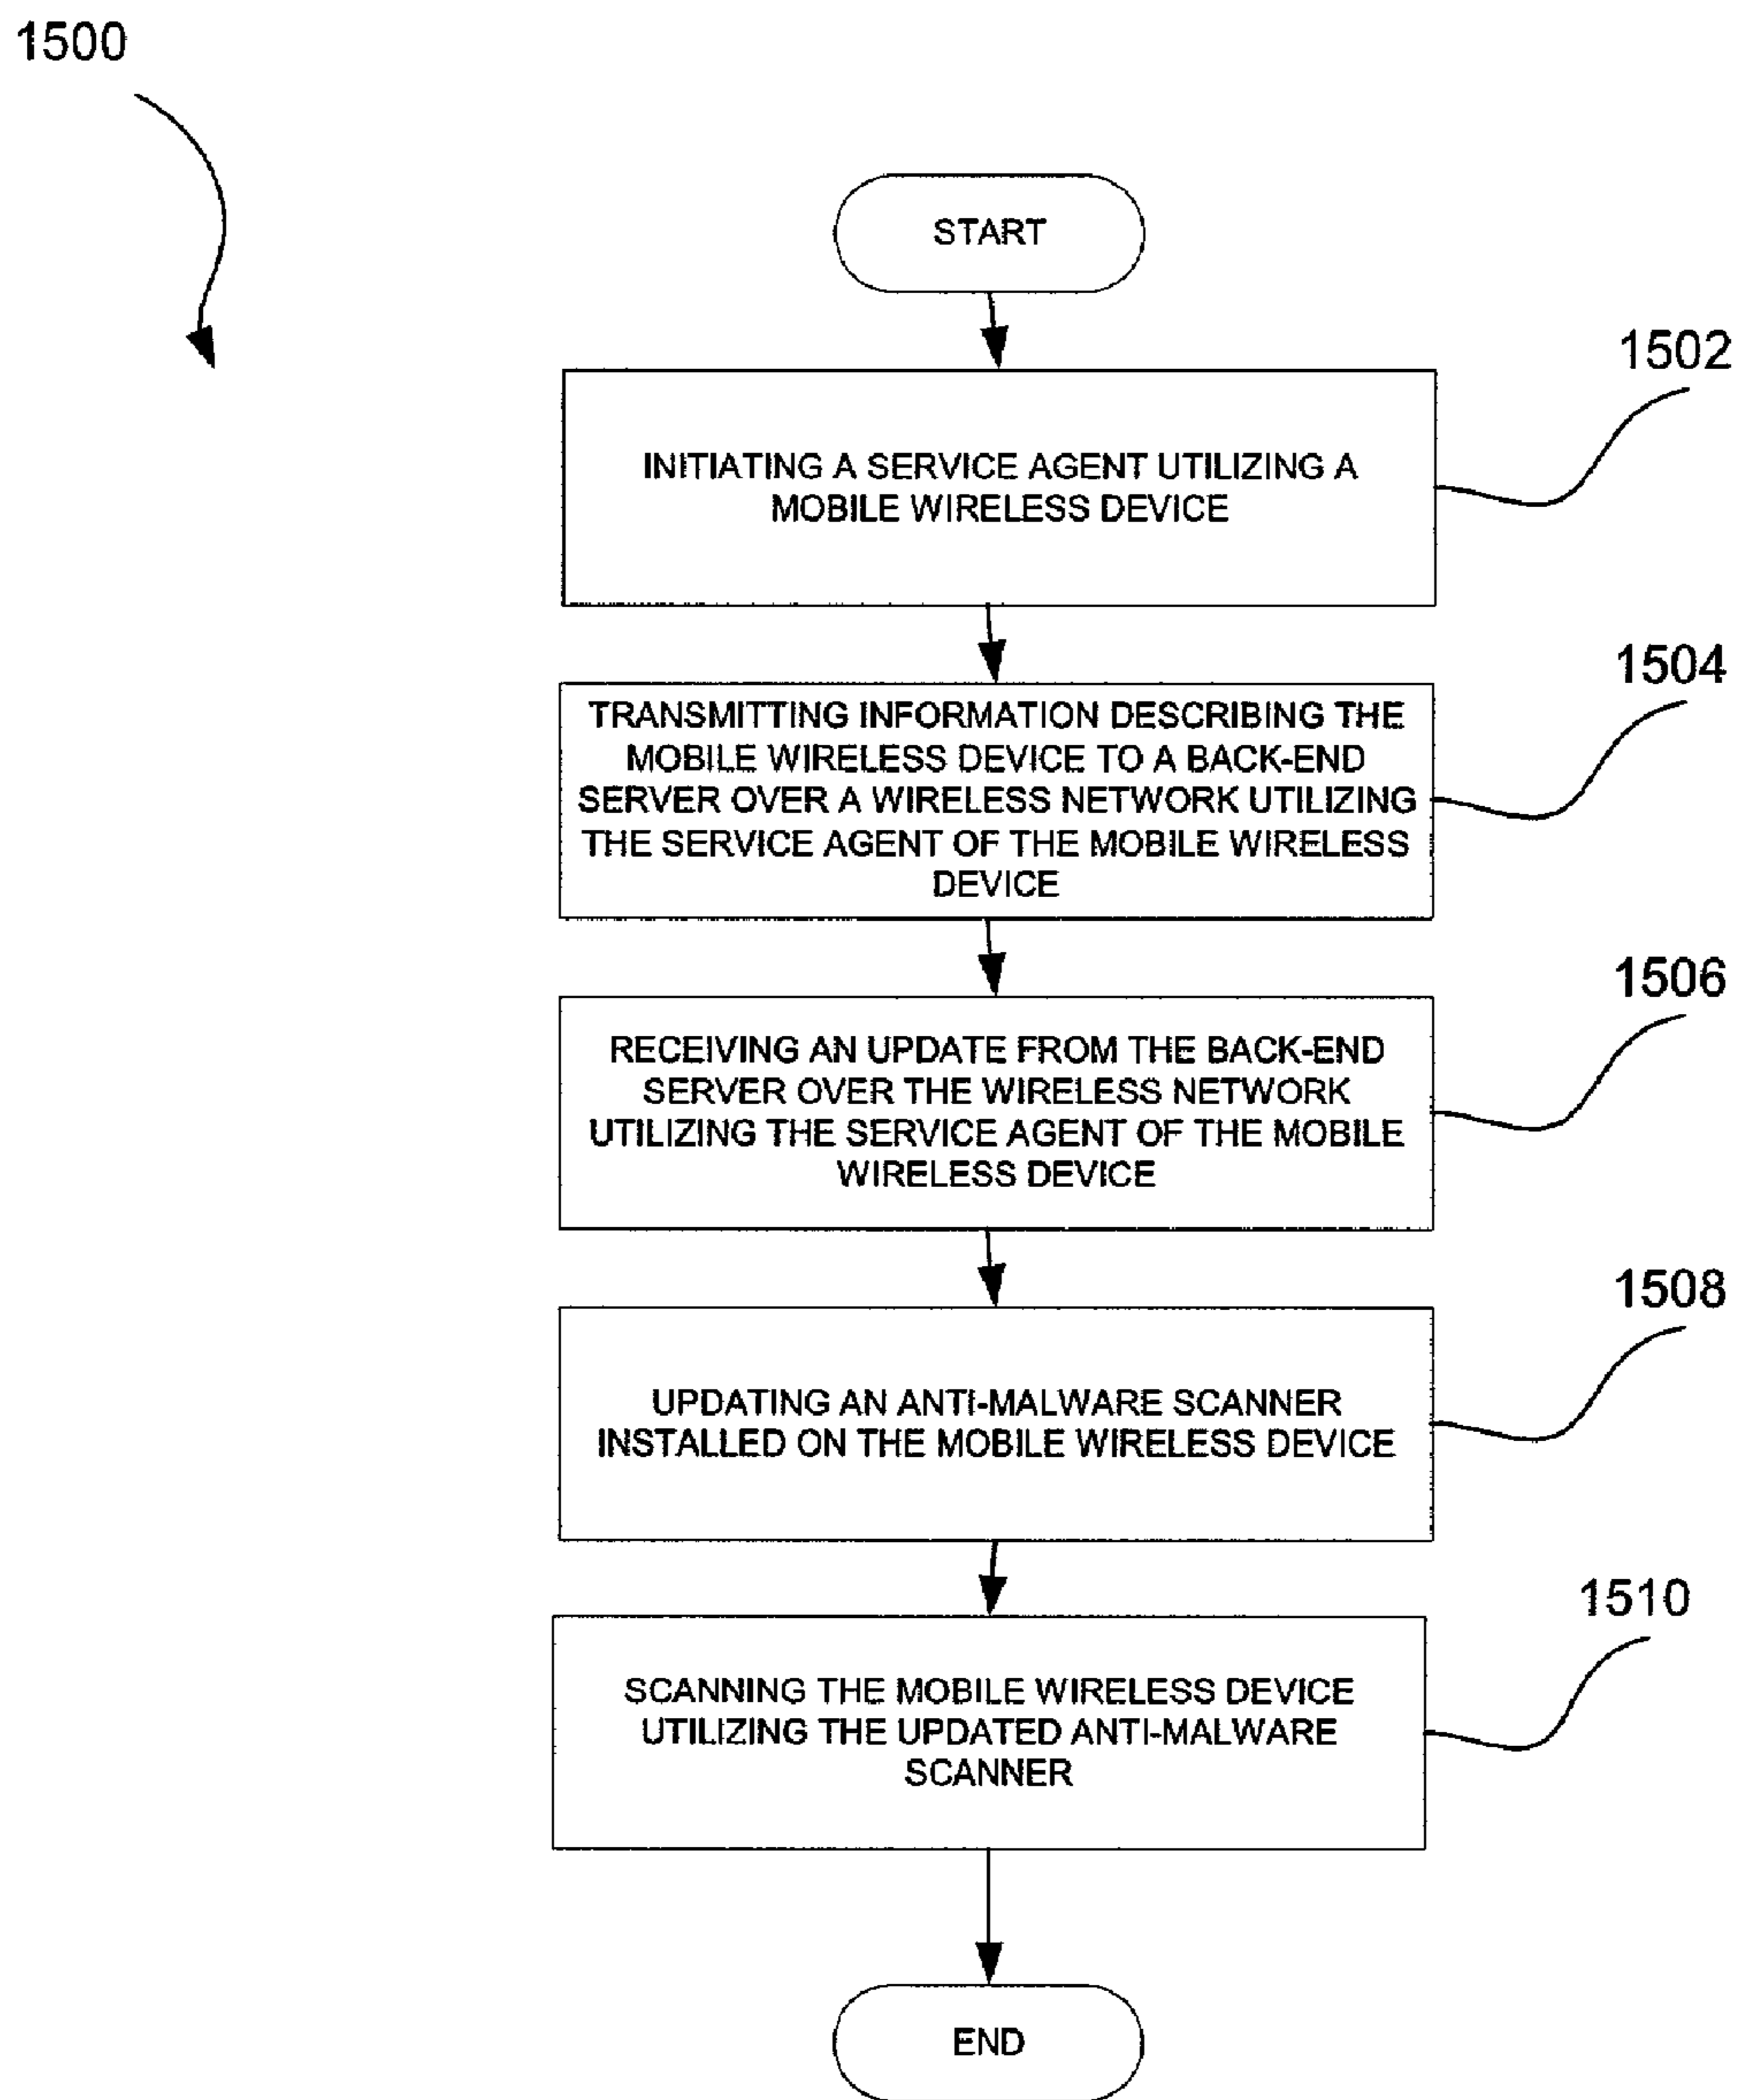 1500
START
1502
INITIATING A SERVICE AGENT UTILIZING A
MOBILE WIRELESS DEVICE
1504
TRANSMITTING INFORMATION DESCRIBING THE
MOBILE WIRELESS DEVICE TO A BACK-END
SERVER OVER A WIRELESS NETWORK UTILIZING
THE SERVICE AGENT OF THE MOBILE WIRELESS
DEVICE
1506
RECEIVING AN UPDATE FROM THE BACK-END
SERVER OVER THE WIRELESS NETWORK
UTILIZING THE SERVICE AGENT OF THE MOBILE
WIRELESS DEVICE
1508
UPDATING AN ANTI-MALWARE SCANNER
INSTALLED ON THE MOBILE WIRELESS DEVICE
1510
SCANNING THE MOBILE WIRELESS DEVICE
UTILIZING THE UPDATED ANTI-MALWARE
SCANNER
END